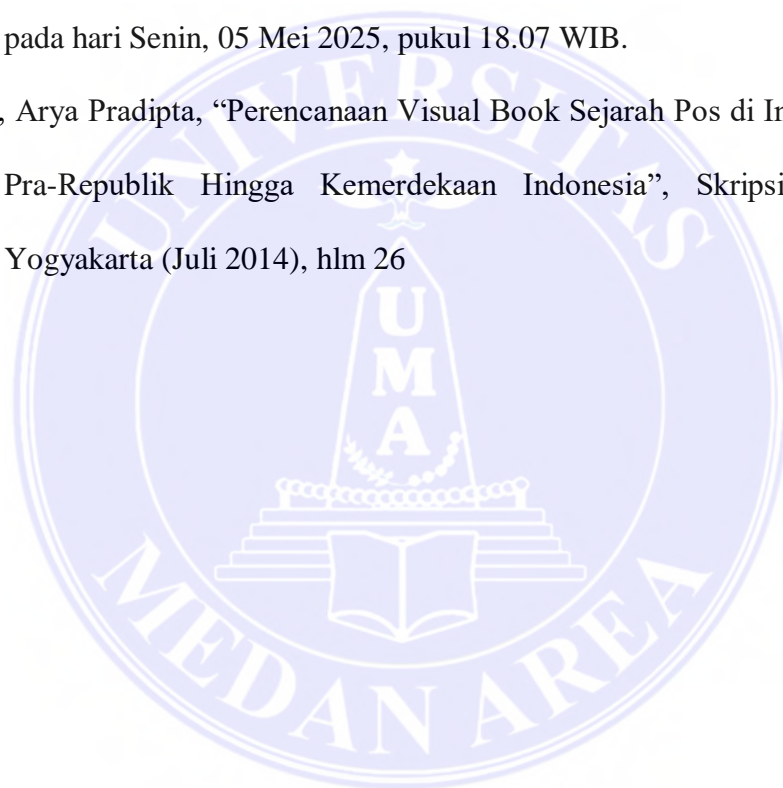 pada hari Senin, 05 Mei 2025, pukul 18.07 WIB.
, Arya Pradipta, “Perencanaan Visual Book Sejarah Pos di
Pra-Republik Hingga Kemerdekaan Indonesia”, Skripsi
Yogyakarta (Juli 2014), hlm 26
UNIVERSITAS
UMA
MEDAN AREA